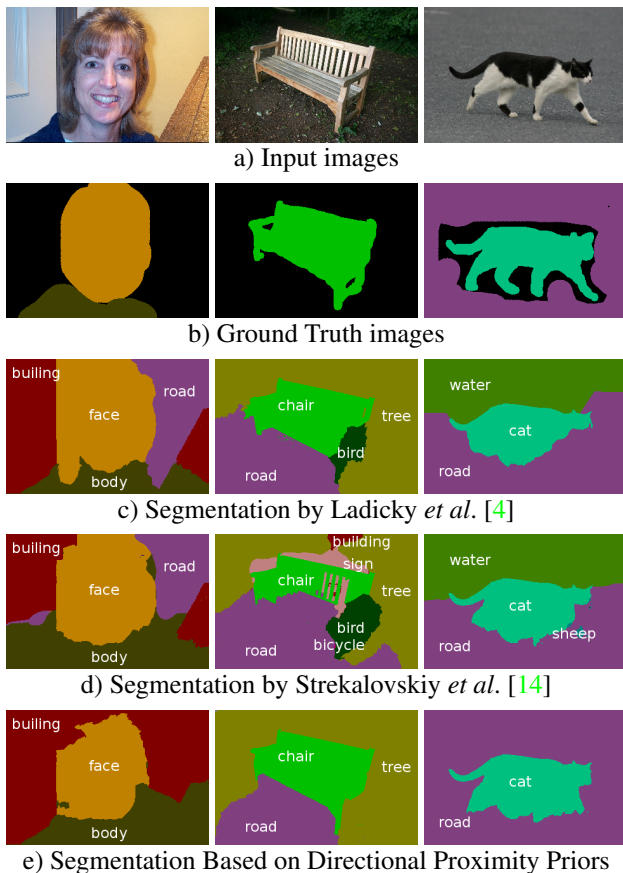 a) Input images
b) Ground Truth images
builing
road
face
body
chair
tree
bird
road
water
cat
road
c) Segmentation by Ladicky et al. [4]
builing
road
face
body
building
sign
chair
tree
bird
bicycle
road
water
cat
sheep
road
d) Segmentation by Strekalovskiy et al. [14]
builing
face
body
chair
tree
road
cat
road
e) Segmentation Based on Directional Proximity Priors